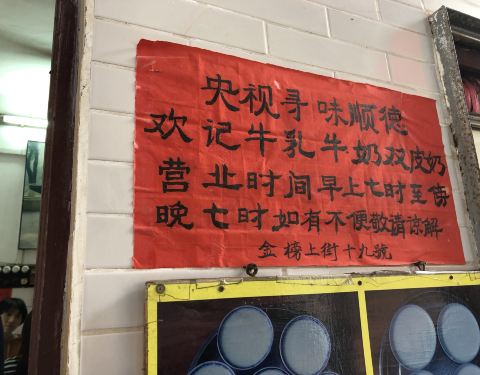 央视寻味顺德
欢记牛乳牛奶双皮奶
营业时间早上七时至傍
晚七时如有不便敬请谅解
金榜上街十九號